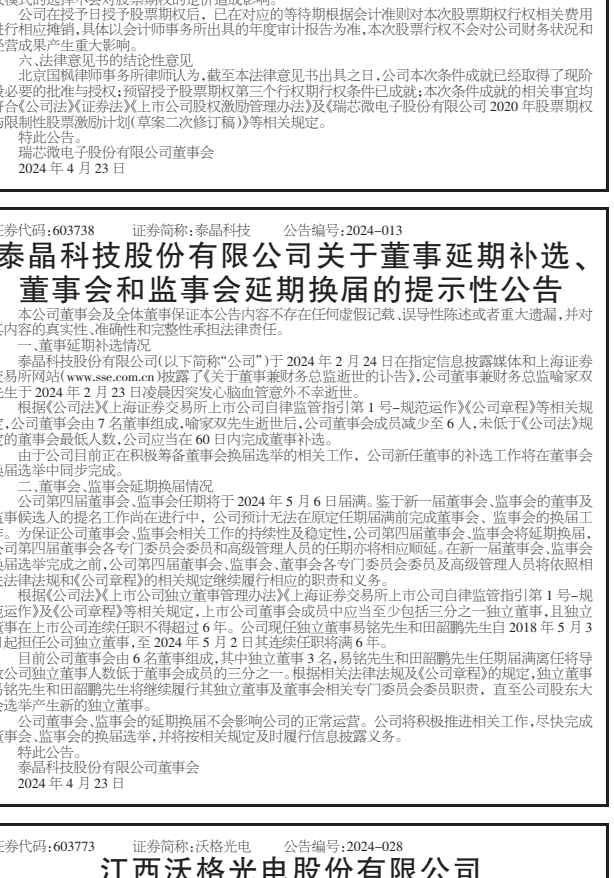 公司在授予日授予股票期权后，已在对应的等待期根据会计准则对本次股票期权行权相关费用
进行相应摊销,具体以会计师事务所出具的年度审计报告为准,本次股票行权不会对公司财务状况和
经营成果产生重大影响。
六、法律意见书的结论性意见
北京国枫律师事务所律师认为,截至本法律意见书出具之日,公司本次条件成就已经取得了现阶
段必要的批准与授权;预留授予股票期权第三个行权期行权条件已成就;本次条件成就的相关事宜均
符合《公司法》《证券法》《上市公司股权激励管理办法》及《瑞芯微电子股份有限公司 2020 年股票期权
与限制性股票激励计划(草案二次修订稿)》等相关规定。
特此公告。
瑞芯微电子股份有限公司董事会
2024 年 4 月 23 日
证券代码:603738 证券简称:泰晶科技 公告编号:2024-013
泰晶科技股份有限公司关于董事延期补选、
董事会和监事会延期换届的提示性公告
本公司董事会及全体董事保证本公告内容不存在任何虚假记载、误导性陈述或者重大遗漏,并对
其内容的真实性、准确性和完整性承担法律责任。
一、董事延期补选情况
泰晶科技股份有限公司(以下简称“公司”)于 2024 年 2 月 24 日在指定信息披露媒体和上海证券
交易所网站(www.sse.com.cn)披露了《关于董事兼财务总监逝世的讣告》,公司董事兼财务总监喻家双
先生于 2024 年 2 月 23 日凌晨因突发心脑血管意外不幸逝世。
根据《公司法》《上海证券交易所上市公司自律监管指引第 1 号-规范运作》《公司章程》等相关规
定,公司董事会由 7 名董事组成,喻家双先生逝世后,公司董事会成员减少至 6 人,未低于《公司法》规
定的董事会最低人数,公司应当在 60 日内完成董事补选。
由于公司目前正在积极筹备董事会换届选举的相关工作，公司新任董事的补选工作将在董事会
换届选举中同步完成。
二、董事会、监事会延期换届情况
公司第四届董事会、监事会任期将于 2024 年 5 月 6 日届满。鉴于新一届董事会、监事会的董事及
监事候选人的提名工作尚在进行中，公司预计无法在原定任期届满前完成董事会、监事会的换届工
作。为保证公司董事会、监事会相关工作的持续性及稳定性,公司第四届董事会、监事会将延期换届,
公司第四届董事会各专门委员会委员和高级管理人员的任期亦将相应顺延。在新一届董事会、监事会
换届选举完成之前,公司第四届董事会、监事会、董事会各专门委员会委员及高级管理人员将依照相
关法律法规和《公司章程》的相关规定继续履行相应的职责和义务。
根据《公司法》《上市公司独立董事管理办法》《上海证券交易所上市公司自律监管指引第 1 号-规
范运作》及《公司章程》等相关规定,上市公司董事会成员中应当至少包括三分之一独立董事,且独立
董事在上市公司连续任职不得超过 6 年。公司现任独立董事易铭先生和田韶鹏先生自 2018 年 5 月 3
日起担任公司独立董事,至 2024 年 5 月 2 日其连续任职将满 6 年。
目前公司董事会由 6 名董事组成,其中独立董事 3 名,易铭先生和田韶鹏先生任期届满离任将导
致公司独立董事人数低于董事会成员的三分之一。根据相关法律法规及《公司章程》的规定,独立董事
易铭先生和田韶鹏先生将继续履行其独立董事及董事会相关专门委员会委员职责，直至公司股东大
会选举产生新的独立董事。
公司董事会、监事会的延期换届不会影响公司的正常运营。公司将积极推进相关工作,尽快完成
董事会、监事会的换届选举,并将按相关规定及时履行信息披露义务。
特此公告。
泰晶科技股份有限公司董事会
2024 年 4 月 23 日
证券代码:603773 证券简称:沃格光电 公告编号:2024-028
江西沃格光电股份有限公司